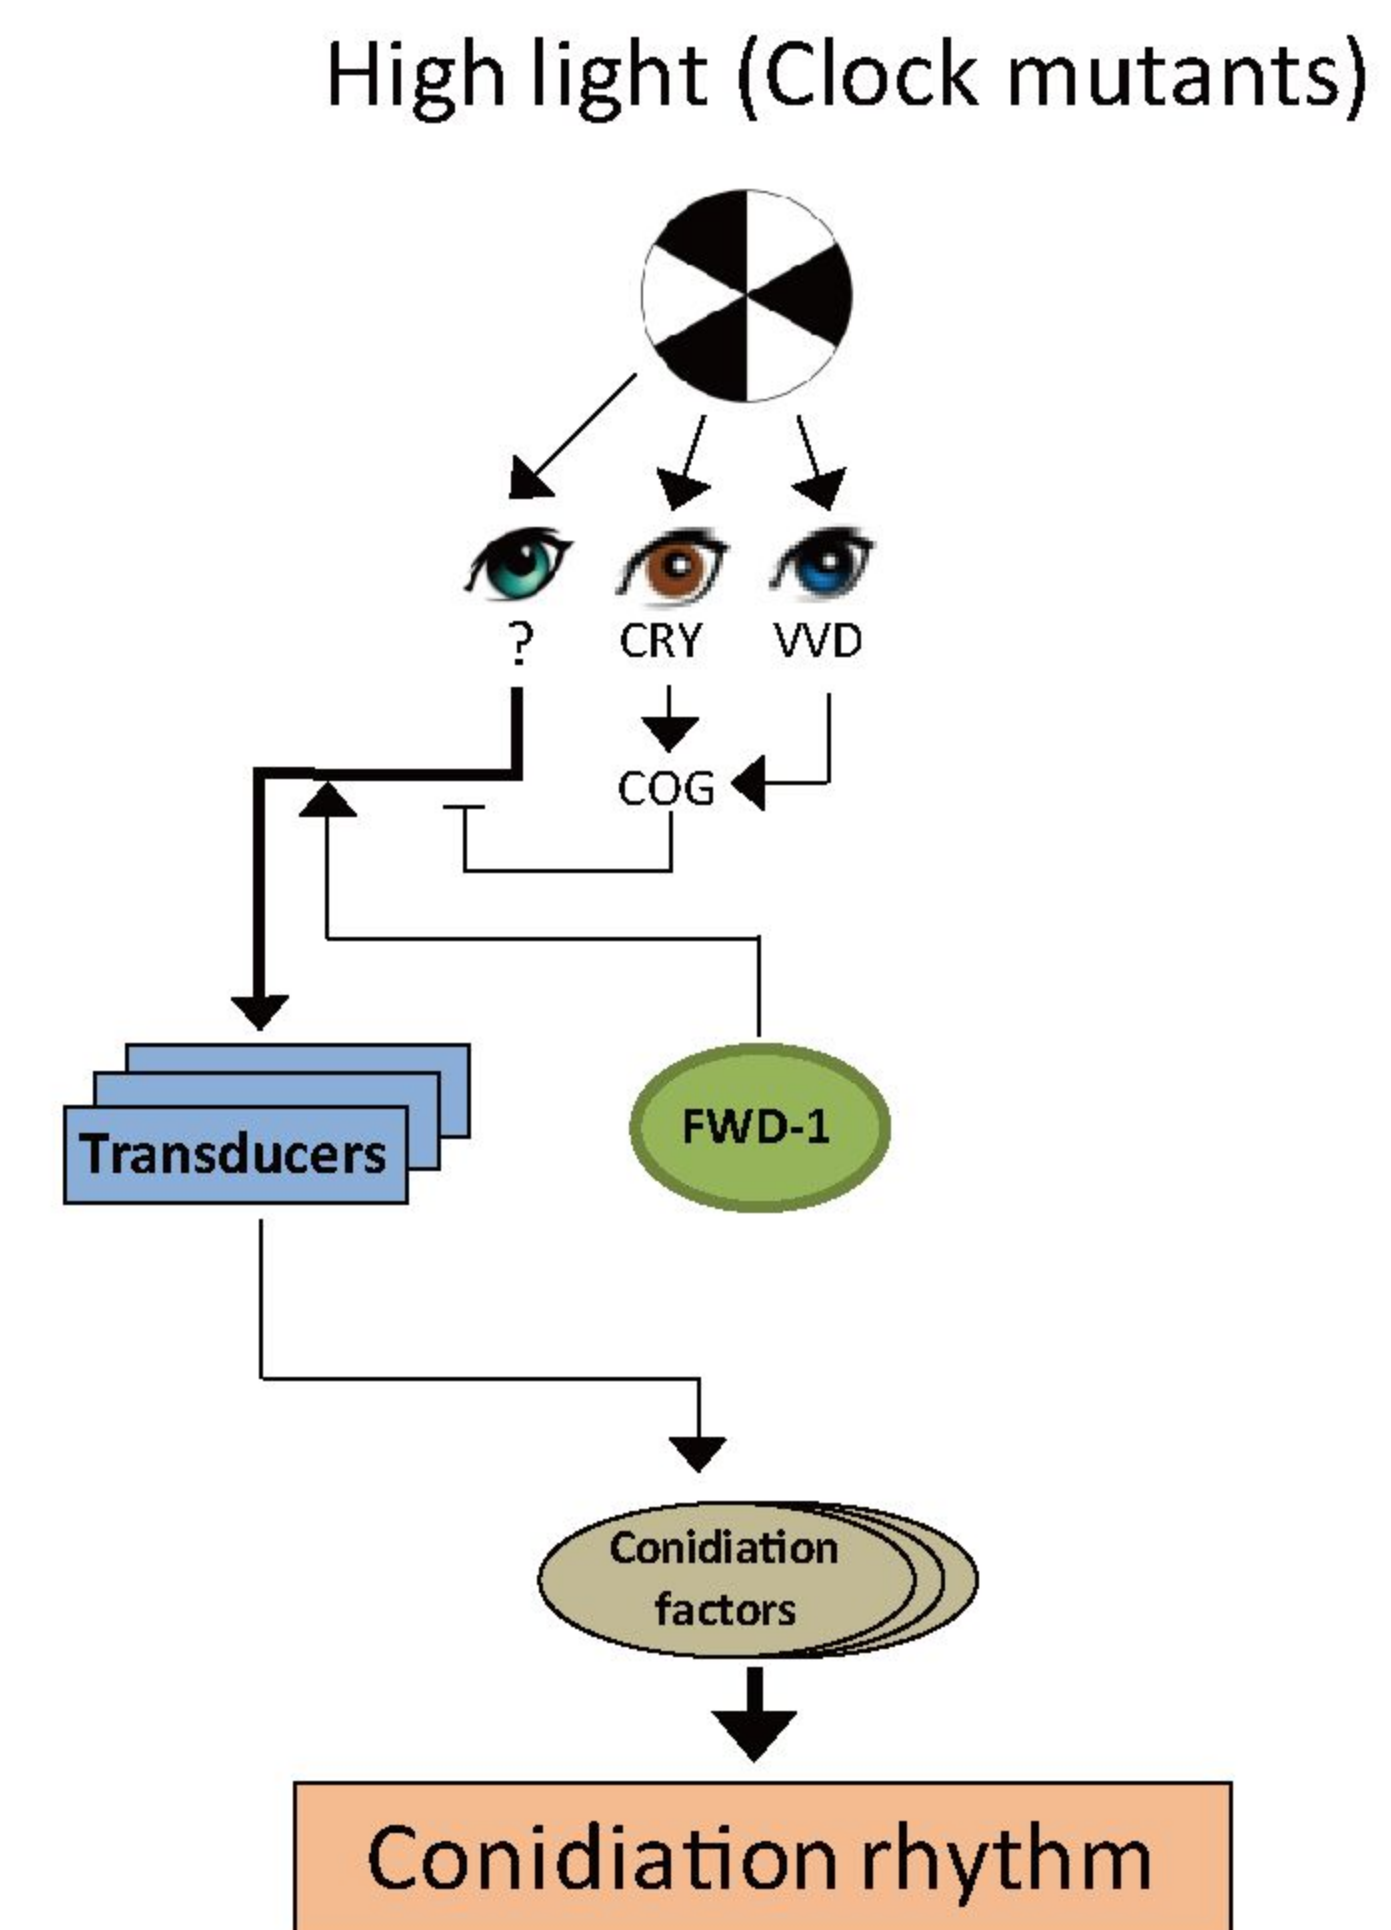 High light (Clock mutants)
?
CRY
VVD
COG
Transducers
FWD-1
Conidiation
factors
Conidiation rhythm